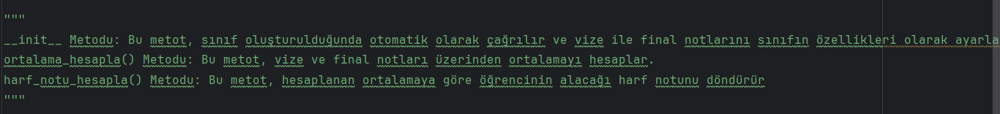 """
__init__ Metodu: Bu metot, sınıf oluşturulduğunda otomatik olarak çağrılır ve vize ile final notlarını sınıfın özellikleri olarak ayarla
ortalama_hesapla() Metodu: Bu metot, vize ve final notları üzerinden ortalamayı hesaplar.
harf_notu_hesapla() Metodu: Bu metot, hesaplanan ortalamaya göre öğrencinin alacağı harf notunu döndürür
"""